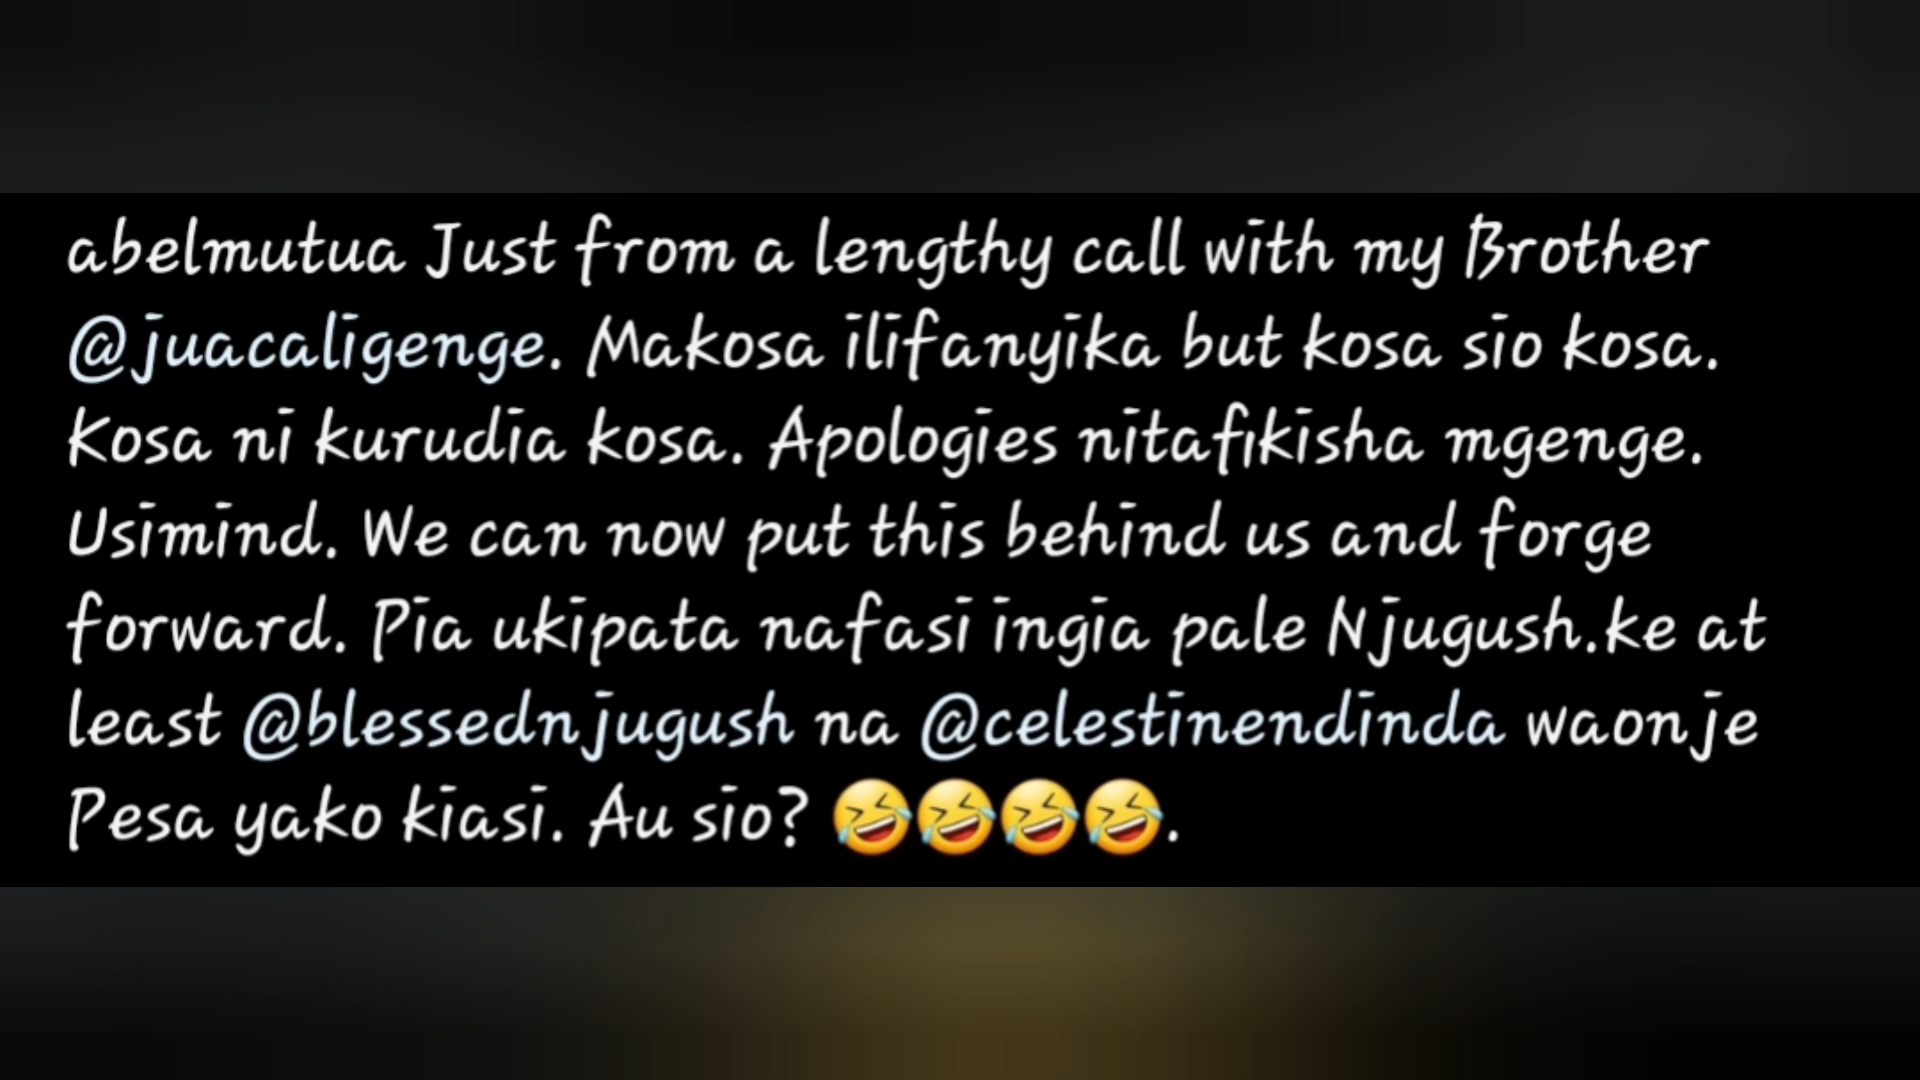 abelmutua Just from a lengthy call with my Brother
@juacaligenge. Makosa ilifanyika but kosa sio kosa.
Kosa ni kurudia kosa. Apologies nitafikisha mgenge.
Usimind. We can now put this behind us and forge
forward. Pia ukipata nafasi ingia pale Njugush.ke at
least @blessednjugush na @celestinendinda waonje
Pesa yako kiasi. Au sio? 🤣🤣🤣🤣.